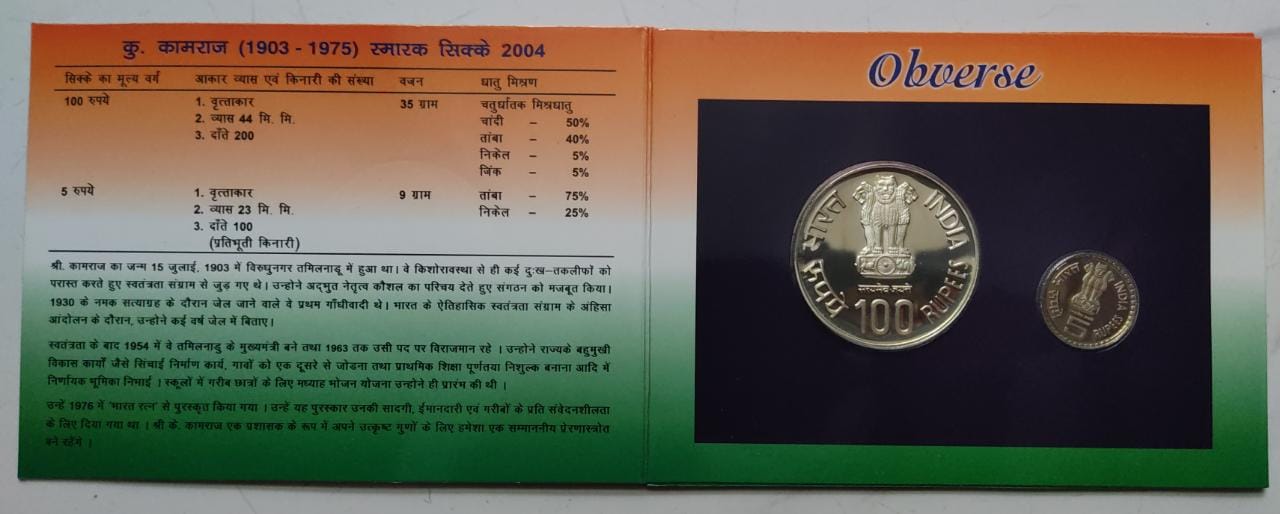 कु. कामराज (1903 - 1975) स्मारक सिक्के 2004
सिक्के का मूल्य वर्ग आकार व्यास एवं किनारी की संख्या वजन धातु मिश्रण
100 रुपये 1. वृत्ताकार 35 ग्राम चतुर्घातक मिश्रधातु
2. व्यास 44 मि. मि. चांदी – 50%
3. दाँते 200 तांबा – 40%
निकेल – 5%
जिंक – 5%
5 रुपये 1. वृत्ताकार 9 ग्राम तांबा – 75%
2. व्यास 23 मि. मि. निकेल – 25%
3. दाँते 100
(प्रतिभूती किनारी)
श्री. कामराज का जन्म 15 जुलाई, 1903 में विरुधुनगर तमिलनाडू में हुआ था। वे किशोरावस्था से ही कई दुःख-तकलीफों को
परास्त करते हुए स्वतंत्रता संग्राम से जुड़ गए थे। उन्होने अद्भुत नेतृत्व कौशल का परिचय देते हुए संगठन को मजबूत किया।
1930 के नमक सत्याग्रह के दौरान जेल जाने वाले वे प्रथम गाँधीवादी थे। भारत के ऐतिहासिक स्वतंत्रता संग्राम के अहिंसा
आंदोलन के दौरान, उन्होने कई वर्ष जेल में बिताए।
स्वतंत्रता के बाद 1954 में वे तमिलनाडु के मुख्यमंत्री बने तथा 1963 तक उसी पद पर विराजमान रहे । उन्होने राज्यके बहुमुखी
विकास कार्यों जैसे सिंचाई निर्माण कार्य, गावों को एक दूसरे से जोडना तथा प्राथमिक शिक्षा पूर्णतया निशुल्क बनाना आदि में
निर्णायक भूमिका निभाई । स्कूलों में गरीब छात्रों के लिए मध्याह भोजन योजना उन्होने ही प्रारंभ की थी ।
उन्हें 1976 में 'भारत रत्न' से पुरस्कृत किया गया । उन्हें यह पुरस्कार उनकी सादगी, ईमानदारी एवं गरीबों के प्रति संवेदनशीलता
के लिए दिया गया था । श्री के. कामराज एक प्रशासक के रूप में अपने उत्कृष्ट गुणों के लिए हमेशा एक सम्माननीय प्रेरणास्त्रोत
बने रहेंगे ।
Obverse
भारत INDIA
रुपये RUPEES
सत्यमेव जयते
100
भारत INDIA
रुपये RUPEES
5